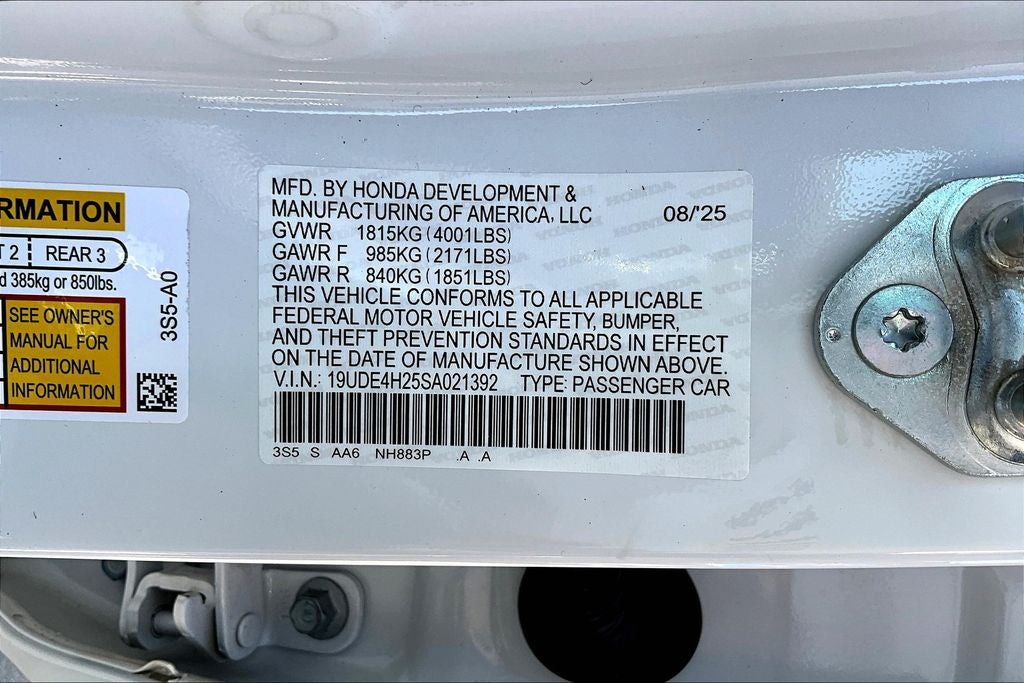 RMATION
T 2 REAR 3
d 385kg or 850lbs.
SEE OWNER'S
MANUAL FOR
ADDITIONAL
INFORMATION
3S5-A0
MFD. BY HONDA DEVELOPMENT &
MANUFACTURING OF AMERICA, LLC 08/'25
GVWR 1815KG (4001LBS)
GAWR F 985KG (2171LBS)
GAWR R 840KG (1851LBS)
THIS VEHICLE CONFORMS TO ALL APPLICABLE
FEDERAL MOTOR VEHICLE SAFETY, BUMPER,
AND THEFT PREVENTION STANDARDS IN EFFECT
ON THE DATE OF MANUFACTURE SHOWN ABOVE.
V.I.N.: 19UDE4H25SA021392 TYPE: PASSENGER CAR
3S5 S AA6 NH883P .A .A